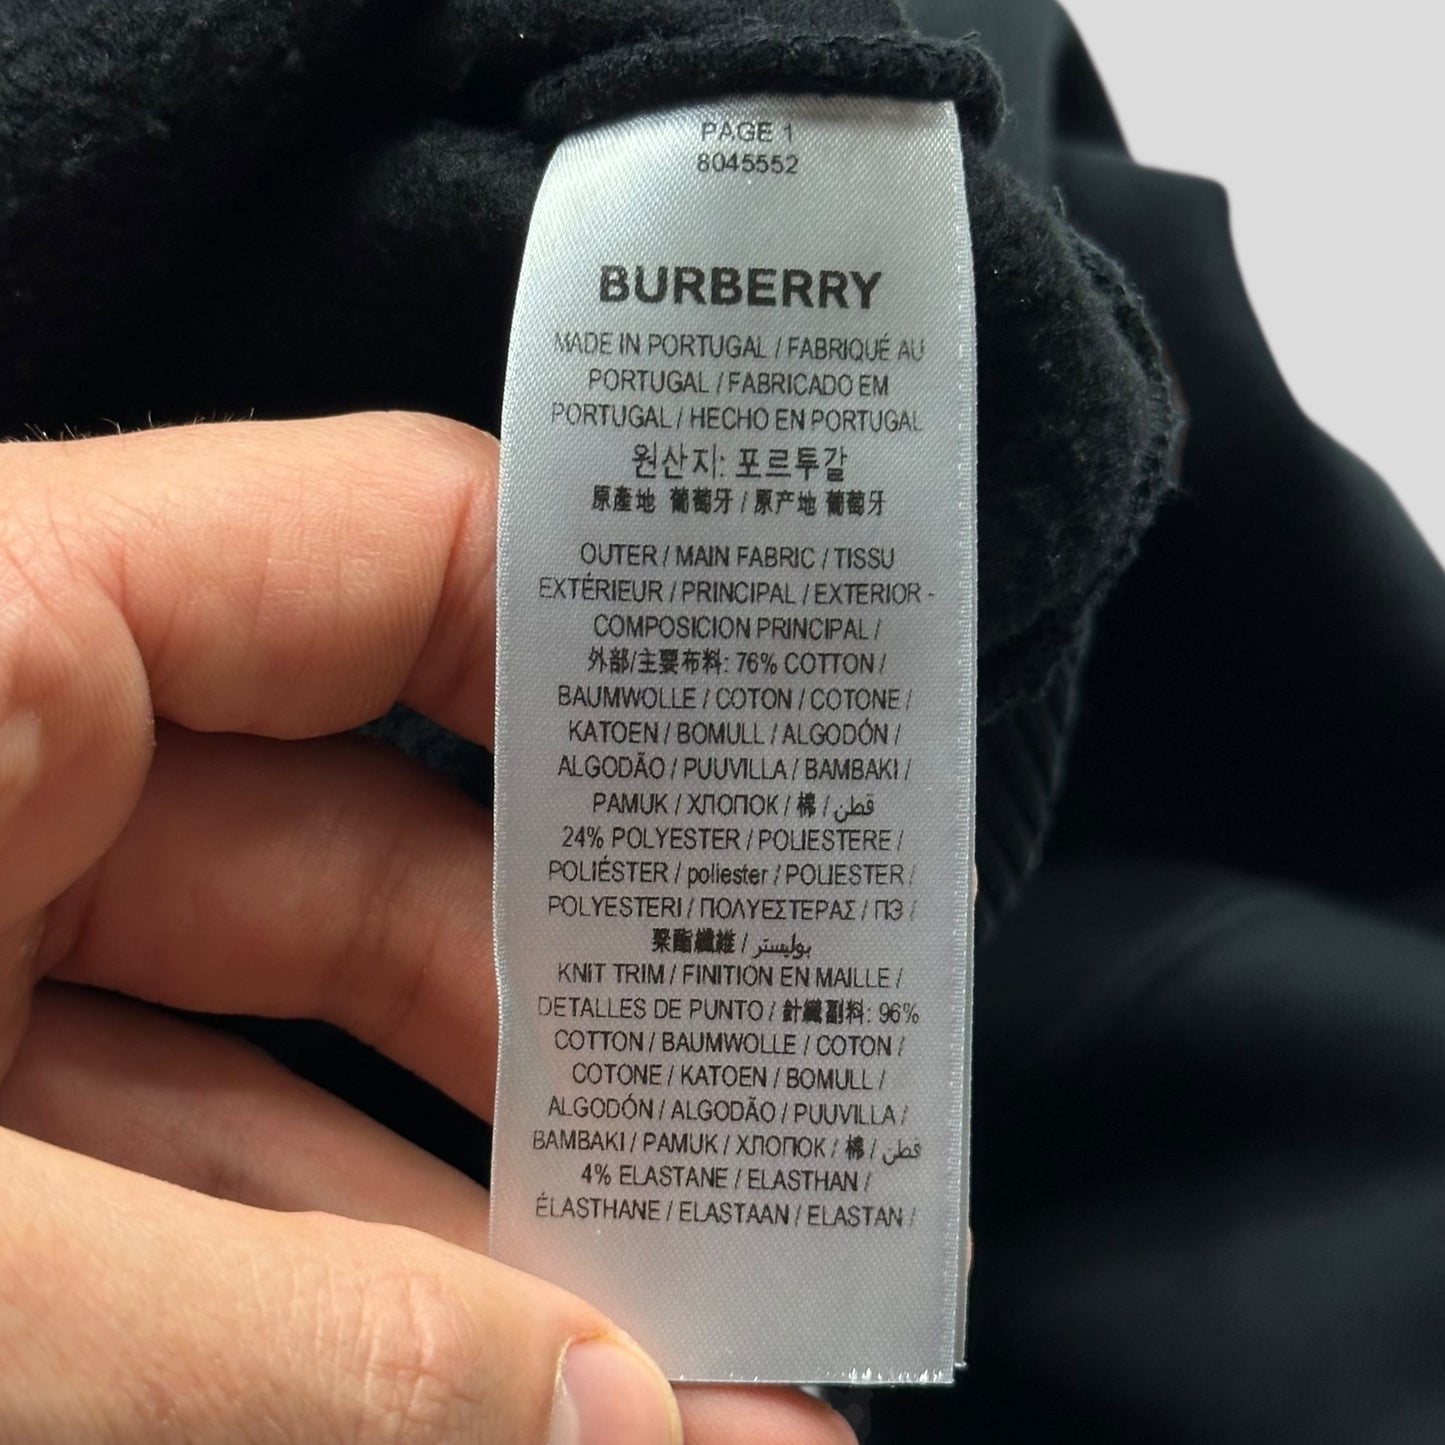 PAGE 1
8045552
BURBERRY
MADE IN PORTUGAL / FABRIQUÉ AU
PORTUGAL / FABRICADO EM
PORTUGAL / HECHO EN PORTUGAL
원산지: 포르투갈
原產地 葡萄牙 / 原产地 葡萄牙
OUTER / MAIN FABRIC / TISSU
EXTÉRIEUR / PRINCIPAL / EXTERIOR -
COMPOSICION PRINCIPAL /
外部/主要布料: 76% COTTON /
BAUMWOLLE / COTON / COTONE /
KATOEN / BOMULL / ALGODÓN /
ALGODÃO / PUUVILLA / BAMBAKI /
PAMUK / ХЛОПОК / 棉 / قطن
24% POLYESTER / POLIESTERE /
POLIÉSTER / poliester / POLIESTER /
POLYESTERI / ΠΟΛΥΕΣΤΕΡΑΣ / ПЭ /
聚酯纖維 / بوليستر
KNIT TRIM / FINITION EN MAILLE /
DETALLES DE PUNTO / 針織副料: 96%
COTTON / BAUMWOLLE / COTON /
COTONE / KATOEN / BOMULL /
ALGODÓN / ALGODÃO / PUUVILLA /
BAMBAKI / PAMUK / ХЛОПОК / 棉 / قطن
4% ELASTANE / ELASTHAN /
ÉLASTHANE / ELASTAAN / ELASTAN /